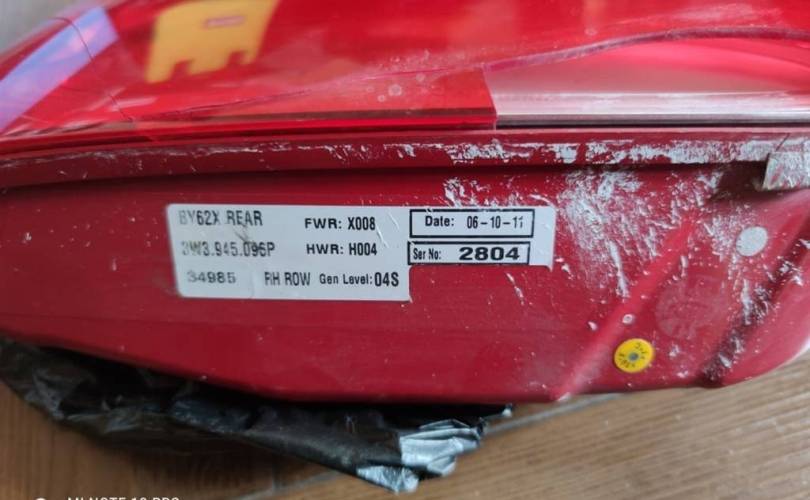 BY62X REAR
FWR: X008
Date: 06-10-11
3W3.945.096P
HWR: H004
Ser No: 2804
34985
RH ROW
Gen Level: 04S